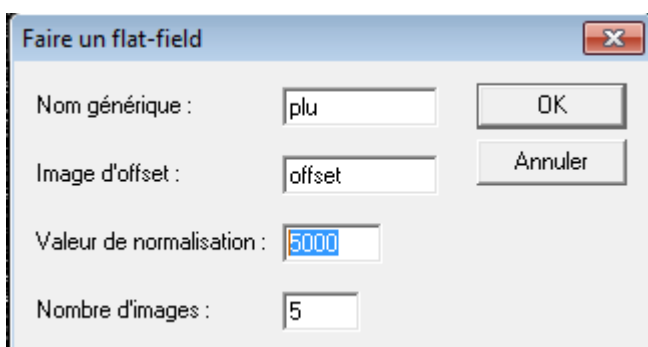 Faire un flat-field
Nom générique : plu
OK
Image d'offset : offset
Annuler
Valeur de normalisation : 5000
Nombre d'images : 5